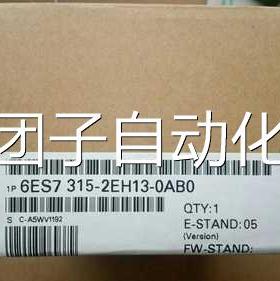 团子自动化
1P 6ES7 315-2EH13-0AB0
S C-A5WV1192
QTY:1
E-STAND:05
(Version)
FW-STAND: